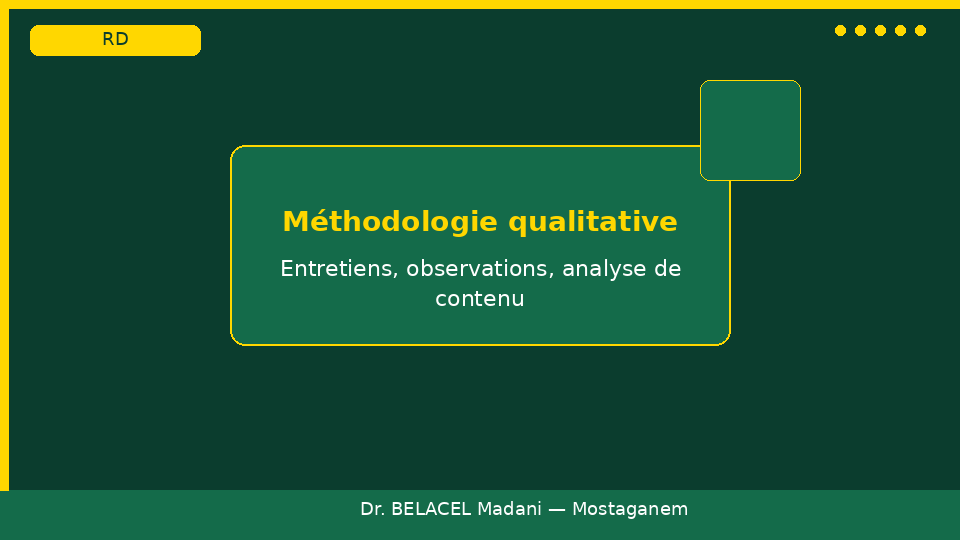 RD
Méthodologie qualitative
Entretiens, observations, analyse de
contenu
Dr. BELACEL Madani — Mostaganem